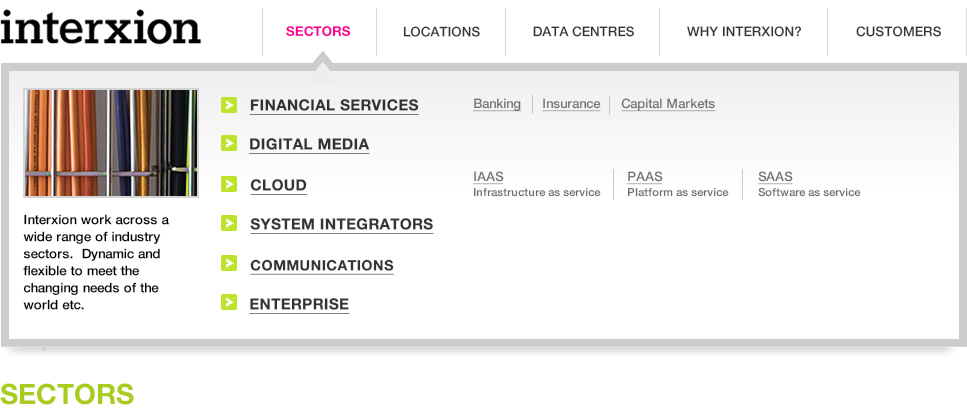 interxion
SECTORS
LOCATIONS
DATA CENTRES
WHY INTERXION?
CUSTOMERS
Interxion work across a
wide range of industry
sectors.  Dynamic and
flexible to meet the
changing needs of the
world etc.
FINANCIAL SERVICES
Banking
Insurance
Capital Markets
DIGITAL MEDIA
CLOUD
IAAS
Infrastructure as service
PAAS
Platform as service
SAAS
Software as service
SYSTEM INTEGRATORS
COMMUNICATIONS
ENTERPRISE
SECTORS